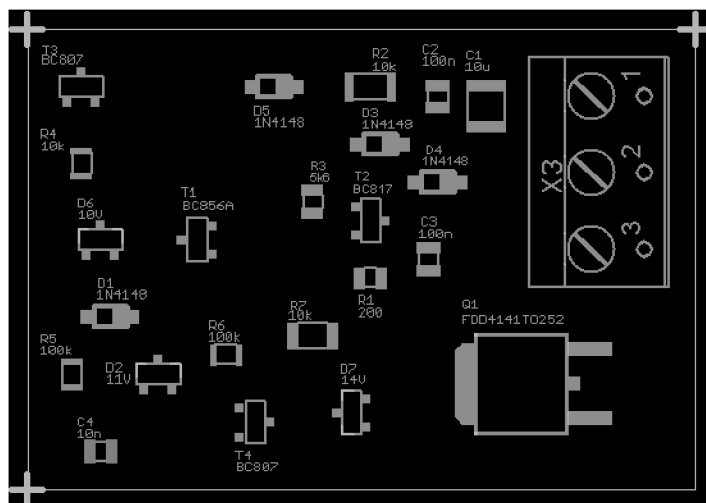 T3
BC807
R2
10k
C2
100n
C1
10u
D5
1N4148
D3
1N4148
R4
10k
D4
1N4148
R3
5k6
T2
BC817
T1
BC856A
D6
10V
C3
100n
X3
1
2
3
D1
1N4148
R7
10k
R1
200
Q1
FDD4141TO252
R5
100k
R6
100k
D2
11V
D7
14V
C4
10n
T4
BC807